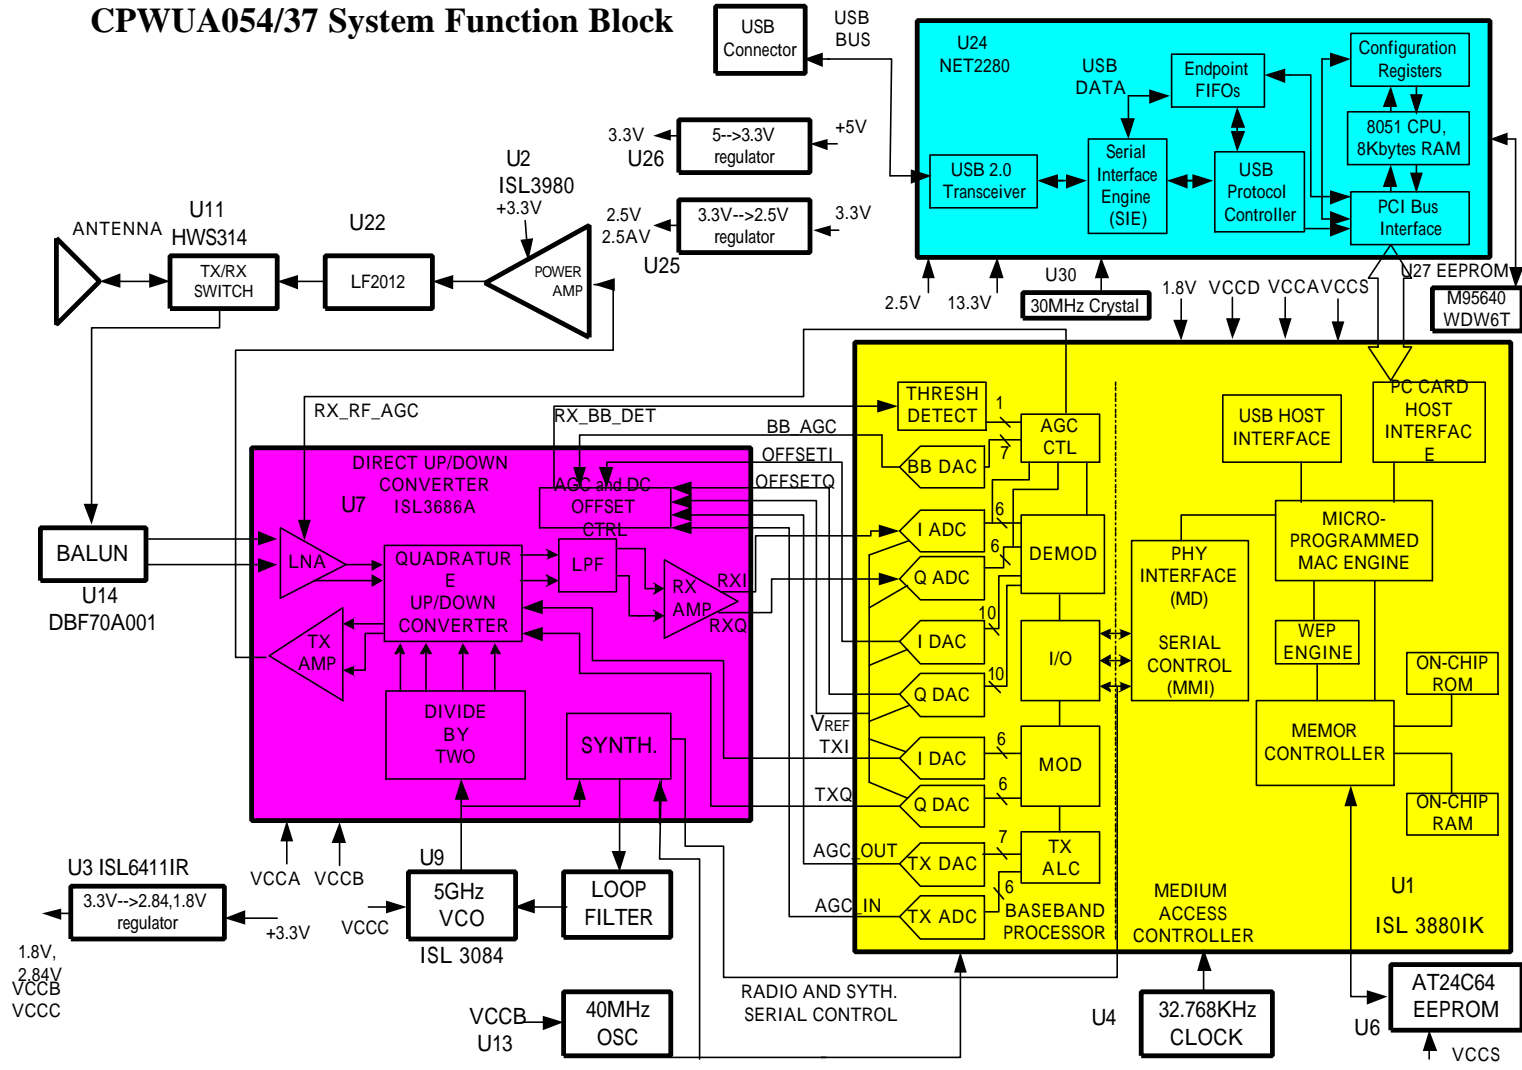 CPWUA054/37 System Function Block
USB
Connector
USB
BUS
U24
NET2280
USB
DATA
Endpoint
FIFOs
Configuration
Registers
8051 CPU,
8Kbytes RAM
USB 2.0
Transceiver
Serial
Interface
Engine
(SIE)
USB
Protocol
Controller
PCI Bus
Interface
3.3V
U26
5-->3.3V
regulator
+5V
2.5V
2.5AV
3.3V-->2.5V
regulator
3.3V
U25
U2
ISL3980
+3.3V
POWER
AMP
ANTENNA
U11
HWS314
TX/RX
SWITCH
U22
LF2012
2.5V
13.3V
U30
30MHz Crystal
1.8V
VCCD
VCCA
VCCS
U27 EEPROM
M95640
WDW6T
RX_RF_AGC
RX_BB_DET
BB_AGC
OFFSETI
OFFSETQ
DIRECT UP/DOWN
CONVERTER
ISL3686A
U7
AGC and DC
OFFSET
CTRL
LNA
QUADRATUR
E
UP/DOWN
CONVERTER
LPF
RX
AMP
RXI
RXQ
TX
AMP
DIVIDE
BY
TWO
SYNTH.
BALUN
U14
DBF70A001
THRESH
DETECT
1
AGC
CTL
BB DAC
7
I ADC
6
Q ADC
6
DEMOD
I DAC
10
Q DAC
10
I/O
VREF
TXI
I DAC
6
MOD
TXQ
Q DAC
6
AGC_OUT
TX DAC
7
TX
ALC
AGC_IN
TX ADC
6
BASEBAND
PROCESSOR
USB HOST
INTERFACE
PC CARD
HOST
INTERFAC
E
MICRO-
PROGRAMMED
MAC ENGINE
PHY
INTERFACE
(MD)
SERIAL
CONTROL
(MMI)
WEP
ENGINE
ON-CHIP
ROM
MEMOR
CONTROLLER
ON-CHIP
RAM
MEDIUM
ACCESS
CONTROLLER
U1
ISL 3880IK
VCCA
VCCB
U3 ISL6411IR
3.3V-->2.84,1.8V
regulator
+3.3V
1.8V,
2.84V
VCCB
VCCC
U9
5GHz
VCO
VCCC
ISL 3084
LOOP
FILTER
VCCB
U13
40MHz
OSC
RADIO AND SYTH.
SERIAL CONTROL
U4
32.768KHz
CLOCK
AT24C64
EEPROM
U6
VCCS